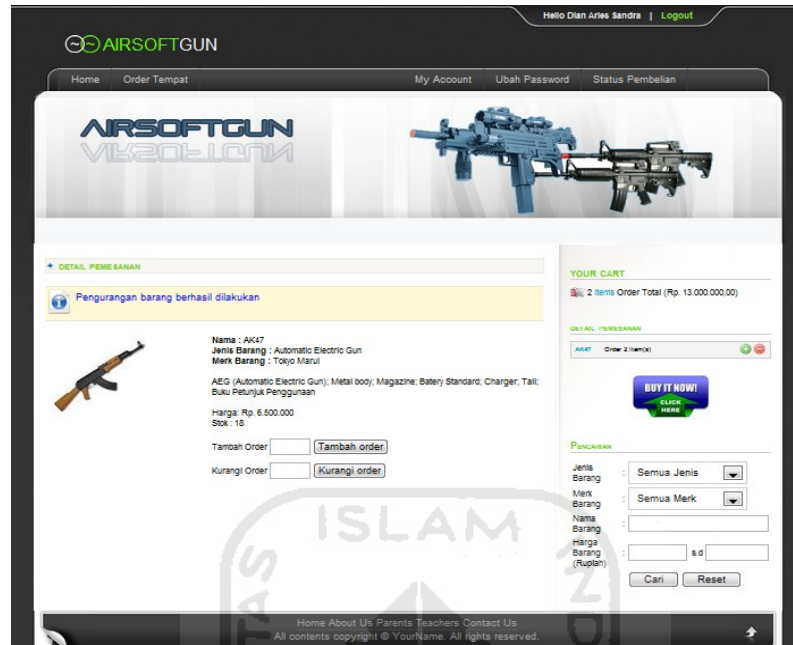 Hello Dian Aries Sandra | Logout
AIRSOFTGUN
Home Order Tempat My Account Ubah Password Status Pembelian
AIRSOFTGUN
DETAIL PEMESANAN
Pengurangan barang berhasil dilakukan
Nama : AK47
Jenis Barang : Automatic Electric Gun
Merk Barang : Tokyo Marui
AEG (Automatic Electric Gun); Metal body; Magazine; Batery Standard; Charger; Tali;
Buku Petunjuk Penggunaan
Harga: Rp. 6.500.000
Stok : 18
Tambah Order Tambah order
Kurangi Order Kurangi order
YOUR CART
2 items Order Total (Rp. 13.000.000,00)
DETAIL PEMESANAN
AK47 Order 2 item(s)
BUY IT NOW!
CLICK
HERE
PENCARIAN
Jenis
Barang : Semua Jenis
Merk
Barang : Semua Merk
Nama
Barang :
Harga
Barang : s.d
(Rupiah)
Cari Reset
ISLAM
Home About Us Parents Teachers Contact Us
All contents copyright © YourName. All rights reserved.